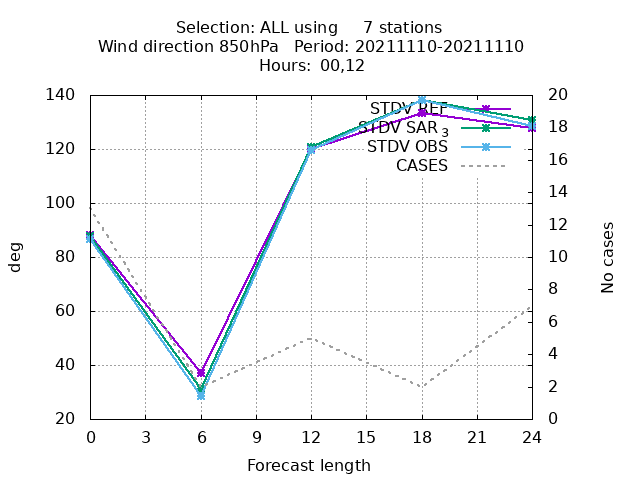 Selection: ALL using 7 stations
Wind direction 850hPa Period: 20211110-20211110
Hours: 00,12
140
120
100
80
60
40
20
20
18
16
14
12
10
8
6
4
2
0
STDV REF
STDV SAR3
STDV OBS
CASES
deg
No cases
0 3 6 9 12 15 18 21 24
Forecast length